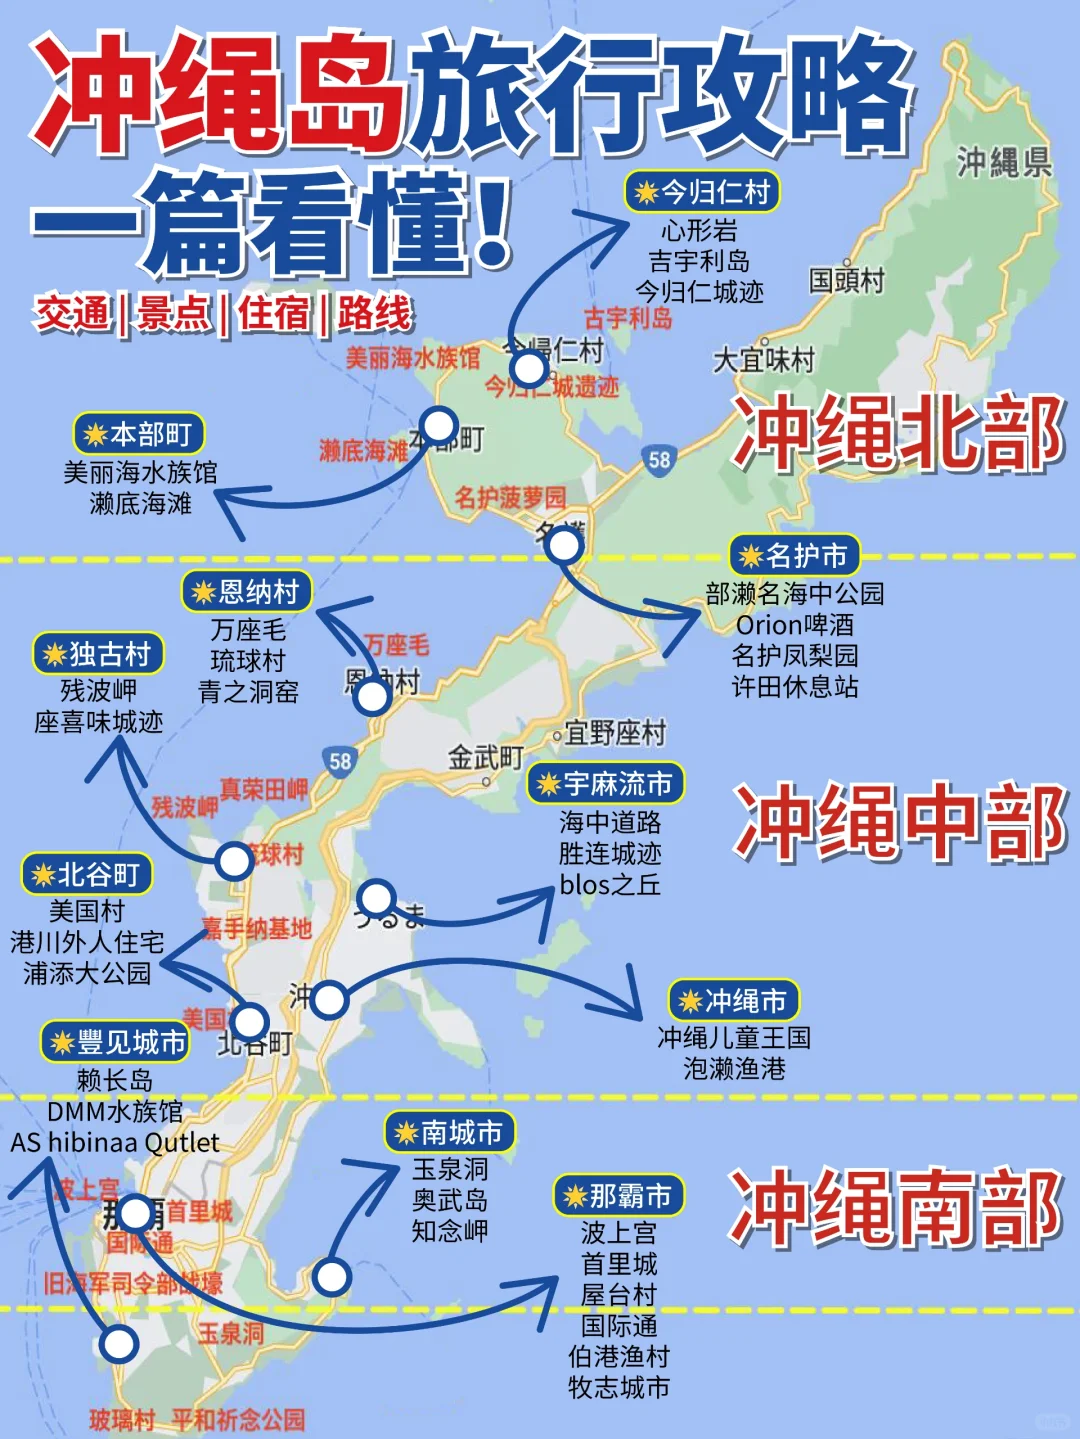 冲绳岛旅行攻略
一篇看懂！
交通|景点|住宿|路线
沖縄県
今归仁村
心形岩
吉宇利岛
今归仁城迹
国頭村
古宇利岛
今帰仁村
大宜味村
美丽海水族馆
今归仁城遗迹
冲绳北部
本部町
美丽海水族馆
濑底海滩
本部町
濑底海滩
58
名护菠萝园
名護
名护市
部濑名海中公园
Orion啤酒
名护凤梨园
许田休息站
恩纳村
万座毛
琉球村
青之洞窑
万座毛
恩納村
独古村
残波岬
座喜味城迹
宜野座村
金武町
58
宇麻流市
海中道路
胜连城迹
blos之丘
冲绳中部
真荣田岬
残波岬
琉球村
北谷町
美国村
港川外人住宅
浦添大公园
うるま
嘉手纳基地
沖
冲绳市
冲绳儿童王国
泡濑渔港
美国
北谷町
豐见城市
赖长岛
DMM水族馆
AS hibinaa Qutlet
南城市
玉泉洞
奥武岛
知念岬
那霸市
波上宫
首里城
屋台村
国际通
伯港渔村
牧志城市
冲绳南部
波上宫
那覇
首里城
国际通
旧海军司令部战壕
玉泉洞
玻璃村
平和祈念公园